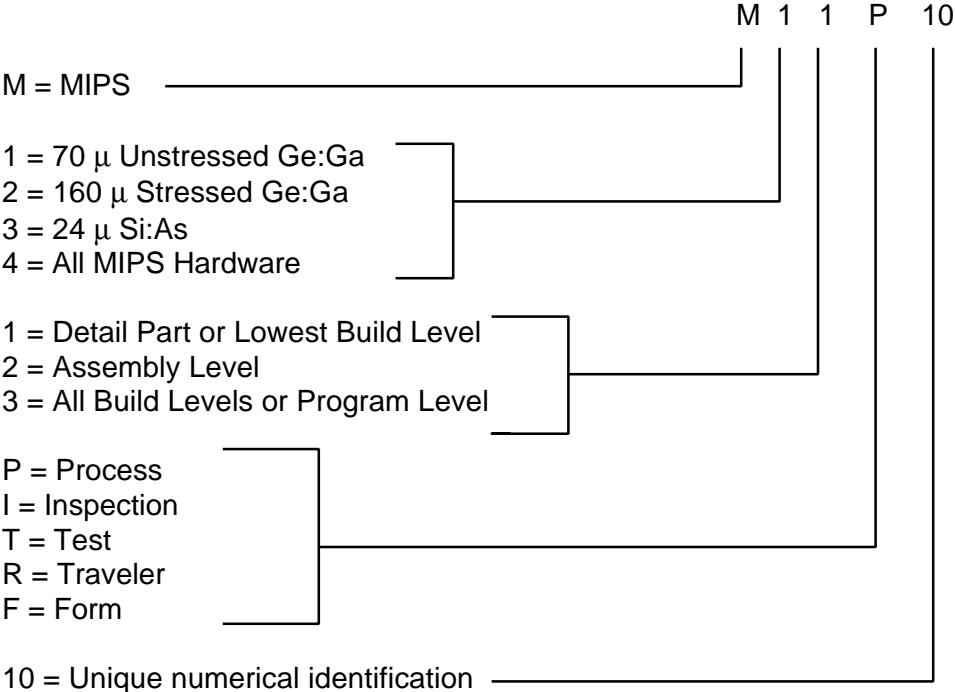 M 1 1 P 10
M = MIPS
1 = 70 μ Unstressed Ge:Ga
2 = 160 μ Stressed Ge:Ga
3 = 24 μ Si:As
4 = All MIPS Hardware
1 = Detail Part or Lowest Build Level
2 = Assembly Level
3 = All Build Levels or Program Level
P = Process
I = Inspection
T = Test
R = Traveler
F = Form
10 = Unique numerical identification